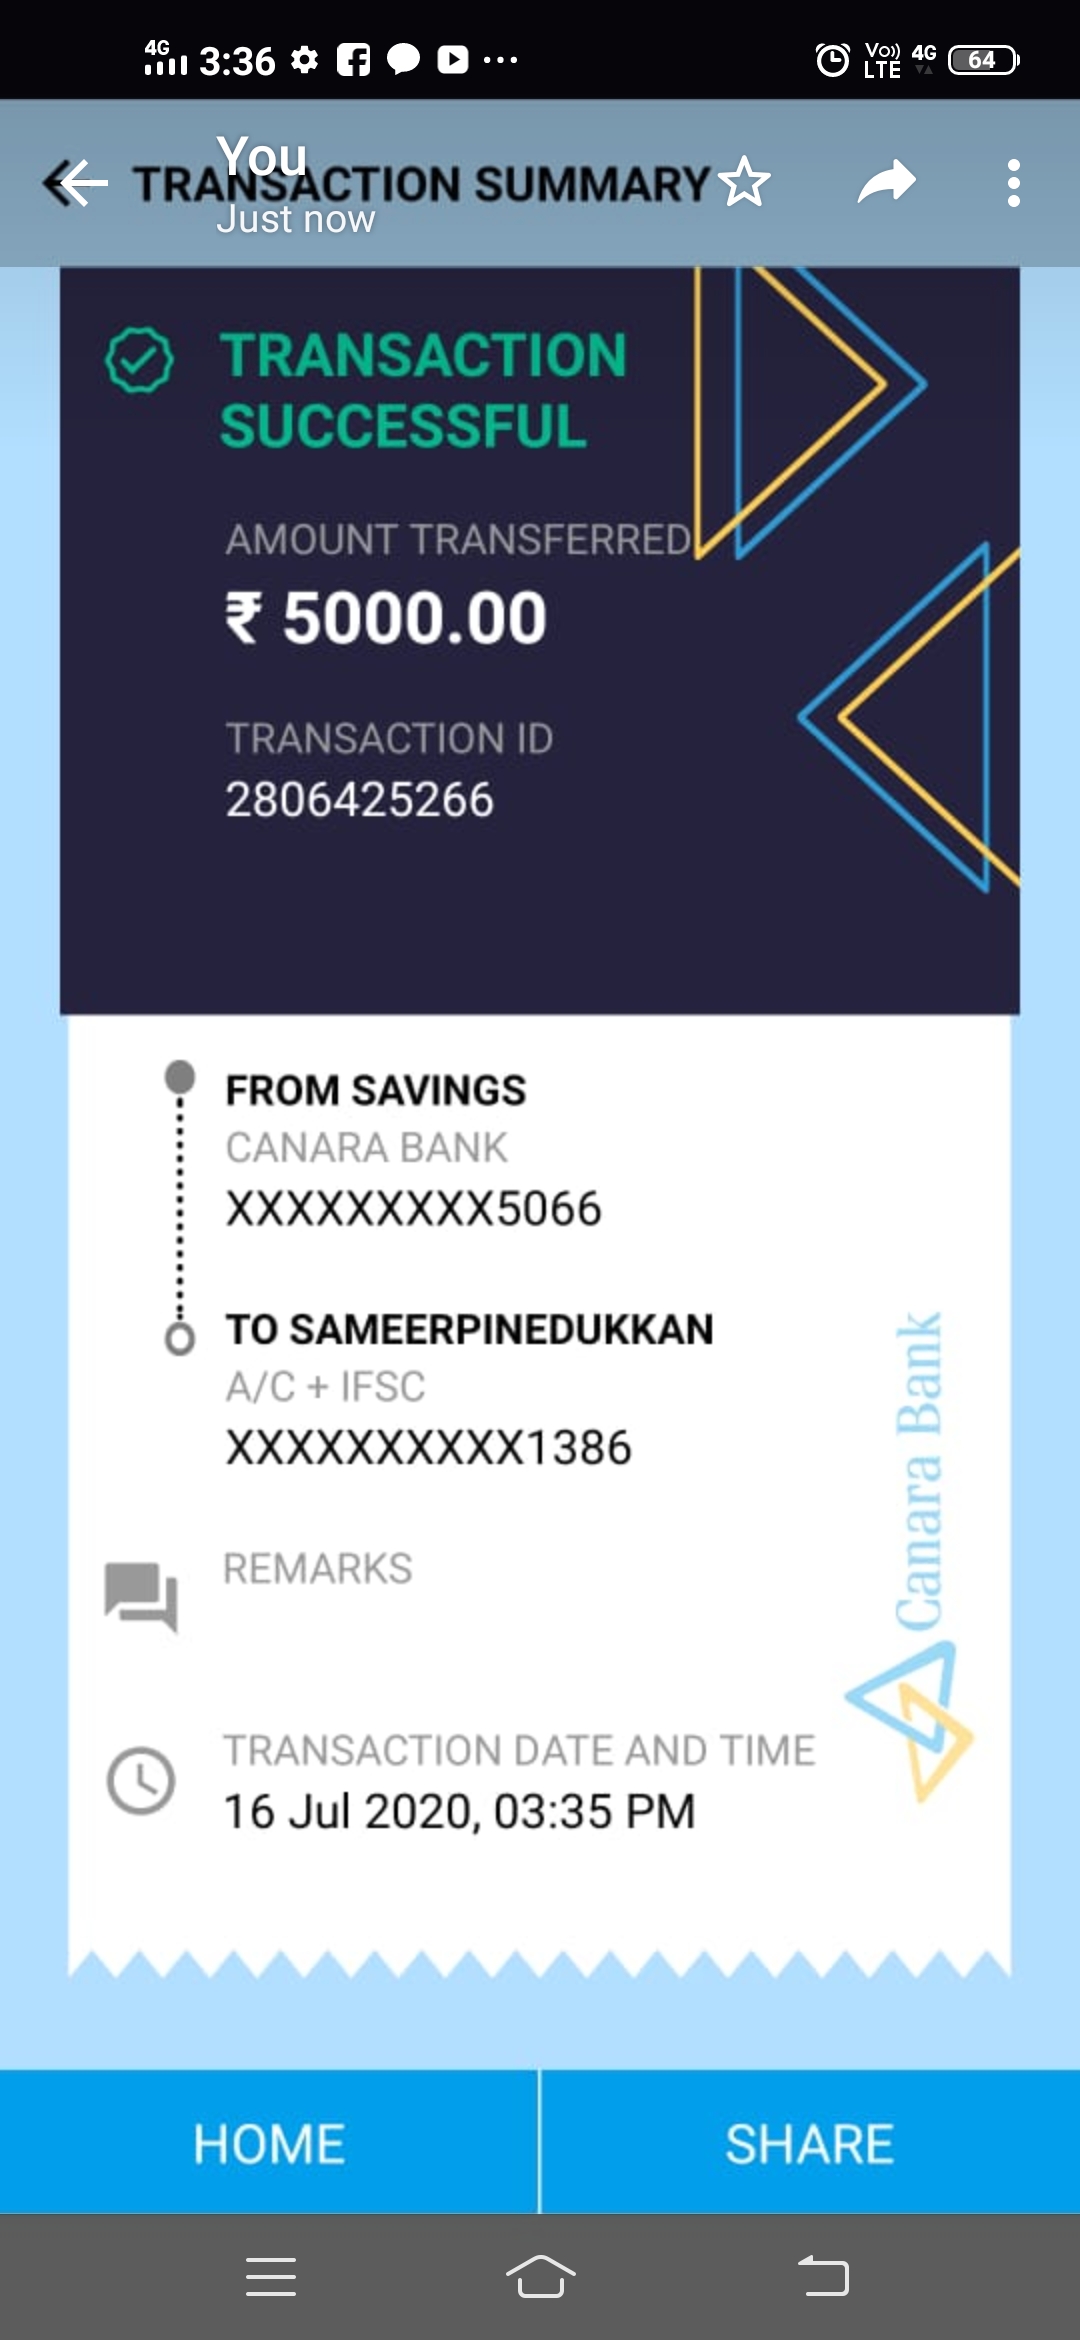 4G 3:36 Vo)) LTE 4G 64
You
TRANSACTION SUMMARY
Just now
TRANSACTION
SUCCESSFUL
AMOUNT TRANSFERRED
₹ 5000.00
TRANSACTION ID
2806425266
FROM SAVINGS
CANARA BANK
XXXXXXXXX5066
TO SAMEERPINEDUKKAN
A/C + IFSC
XXXXXXXXXX1386
Canara Bank
REMARKS
TRANSACTION DATE AND TIME
16 Jul 2020, 03:35 PM
HOME
SHARE